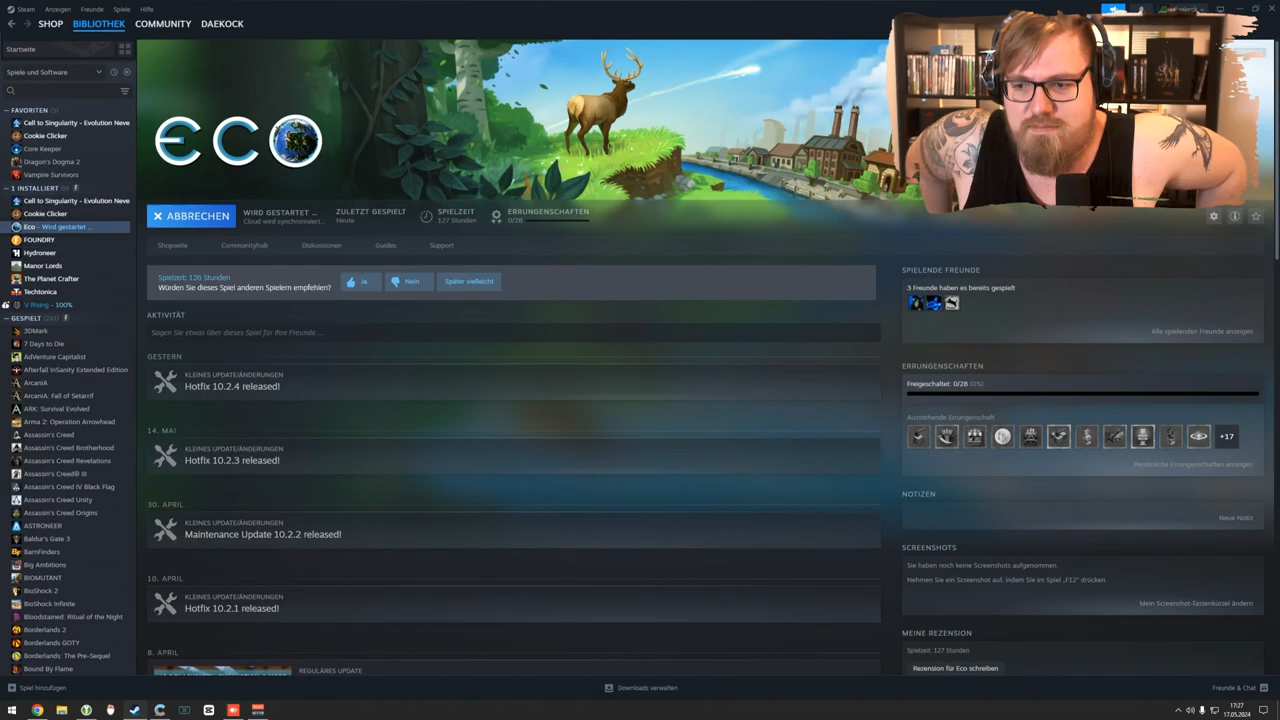 Steam Anzeigen Freunde Spiele Hilfe
SHOP BIBLIOTHEK COMMUNITY DAEKOCK
Startseite
Spiele und Software
FAVORITEN
Cell to Singularity - Evolution Neve
Cookie Clicker
Core Keeper
Dragon's Dogma 2
Vampire Survivors
1 INSTALLIERT
Cell to Singularity - Evolution Neve
Cookie Clicker
Eco - Wird gestartet ...
FOUNDRY
Hydroneer
Manor Lords
The Planet Crafter
Techtonica
V Rising - 100%
GESPIELT (241)
3DMark
7 Days to Die
AdVenture Capitalist
Afterfall InSanity Extended Edition
ArcaniA
ArcaniA: Fall of Setarrif
ARK: Survival Evolved
Arma 2: Operation Arrowhead
Assassin's Creed
Assassin's Creed Brotherhood
Assassin's Creed Revelations
Assassin's Creed® III
Assassin's Creed IV Black Flag
Assassin's Creed Unity
Assassin's Creed Origins
ASTRONEER
Baldur's Gate 3
BarnFinders
Big Ambitions
BIOMUTANT
BioShock 2
BioShock Infinite
Bloodstained: Ritual of the Night
Borderlands 2
Borderlands GOTY
Borderlands: The Pre-Sequel
Bound By Flame
Spiel hinzufügen
ECO
ABBRECHEN
WIRD GESTARTET ...
Cloud wird synchronisiert...
ZULETZT GESPIELT
Heute
SPIELZEIT
127 Stunden
ERRUNGENSCHAFTEN
0/28
Shopseite Communityhub Diskussionen Guides Support
Spielzeit: 126 Stunden
Würden Sie dieses Spiel anderen Spielern empfehlen?
Ja Nein Später vielleicht
AKTIVITÄT
Sagen Sie etwas über dieses Spiel für Ihre Freunde ...
GESTERN
KLEINES UPDATE/ÄNDERUNGEN
Hotfix 10.2.4 released!
14. MAI
KLEINES UPDATE/ÄNDERUNGEN
Hotfix 10.2.3 released!
30. APRIL
KLEINES UPDATE/ÄNDERUNGEN
Maintenance Update 10.2.2 released!
10. APRIL
KLEINES UPDATE/ÄNDERUNGEN
Hotfix 10.2.1 released!
8. APRIL
REGULÄRES UPDATE
SPIELENDE FREUNDE
3 Freunde haben es bereits gespielt
Alle spielenden Freunde anzeigen
ERRUNGENSCHAFTEN
Freigeschaltet: 0/28 (0%)
Ausstehende Errungenschaft
+17
Persönliche Errungenschaften anzeigen
NOTIZEN
Neue Notiz
SCREENSHOTS
Sie haben noch keine Screenshots aufgenommen.
Nehmen Sie ein Screenshot auf, indem Sie im Spiel „F12" drücken.
Mein Screenshot-Tastenkürzel ändern
MEINE REZENSION
Spielzeit: 127 Stunden
Rezension für Eco schreiben
Downloads verwalten
Freunde & Chat
17:27
17.05.2024